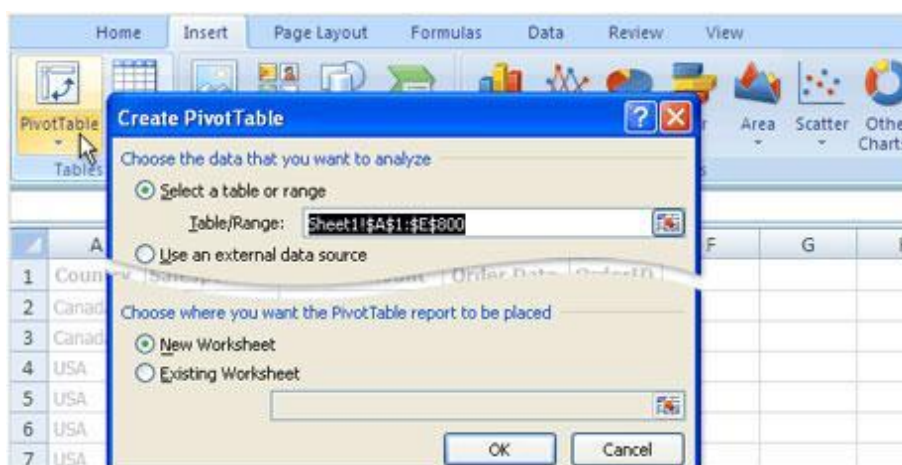 Home Insert Page Layout Formulas Data Review View
PivotTable
Area Scatter Othe
Chart
Tables
Create PivotTable
Choose the data that you want to analyze
Select a table or range
Table/Range: Sheet1!$A$1:$E$800
Use an external data source
A F G
1 Country Order Date OrderID
Choose where you want the PivotTable report to be placed
2 Canad
3 Canad
New Worksheet
4 USA
Existing Worksheet
5 USA
6 USA
7 USA
OK Cancel